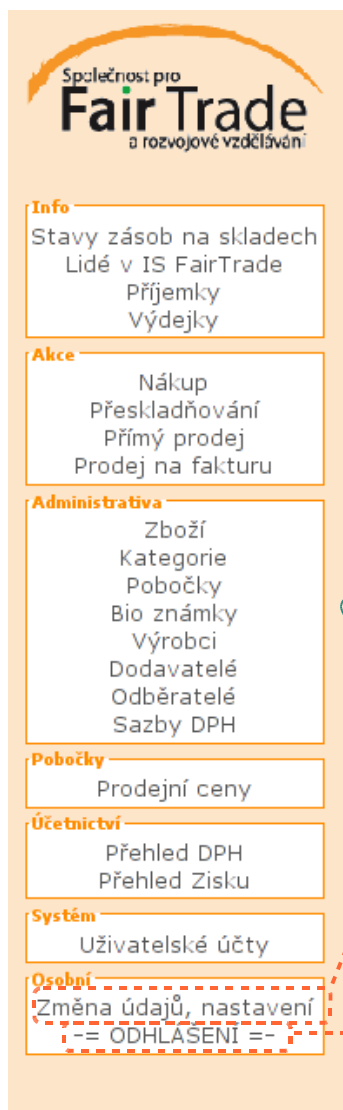 Společnost pro
Fair Trade
a rozvojové vzdělávání
Info
Stavy zásob na skladech
Lidé v IS FairTrade
Příjemky
Výdejky
Akce
Nákup
Přeskladňování
Přímý prodej
Prodej na fakturu
Administrativa
Zboží
Kategorie
Pobočky
Bio známky
Výrobci
Dodavatelé
Odběratelé
Sazby DPH
Pobočky
Prodejní ceny
Účetnictví
Přehled DPH
Přehled Zisku
Systém
Uživatelské účty
Osobní
Změna údajů, nastavení
-= ODHLÁŠENÍ =-